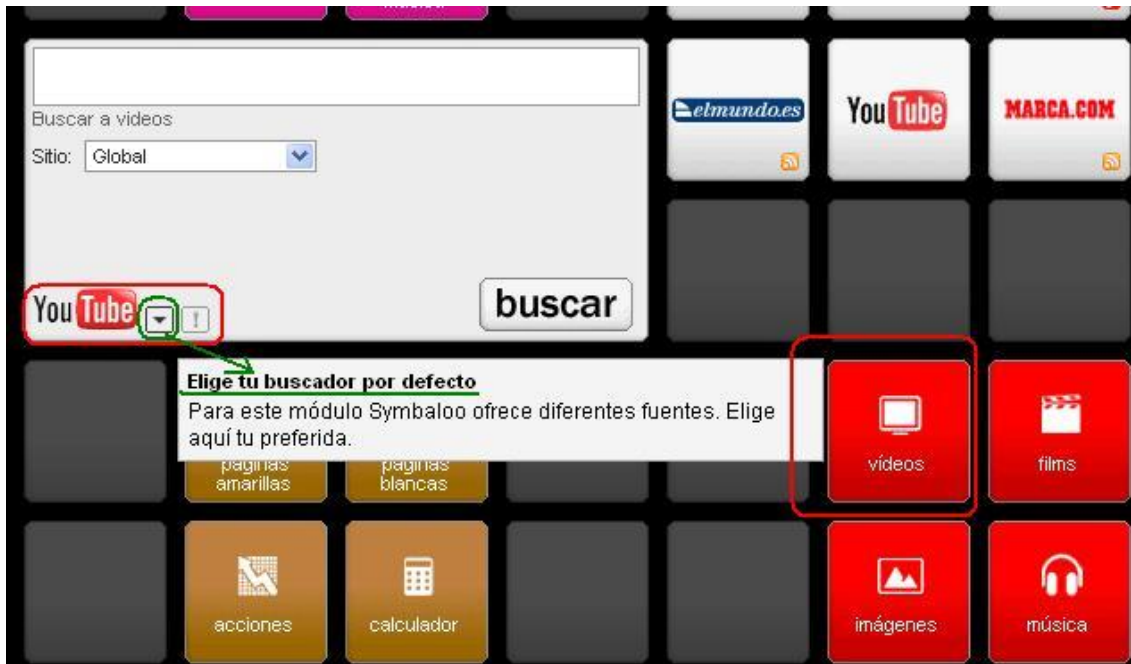 música
Buscar a videos
Sitio: Global
elmundo.es
YouTube
MARCA.COM
YouTube
!
buscar
Elige tu buscador por defecto
Para este módulo Symbaloo ofrece diferentes fuentes. Elige
aquí tu preferida.
páginas
amarillas
páginas
blancas
vídeos
films
acciones
calculador
imágenes
música